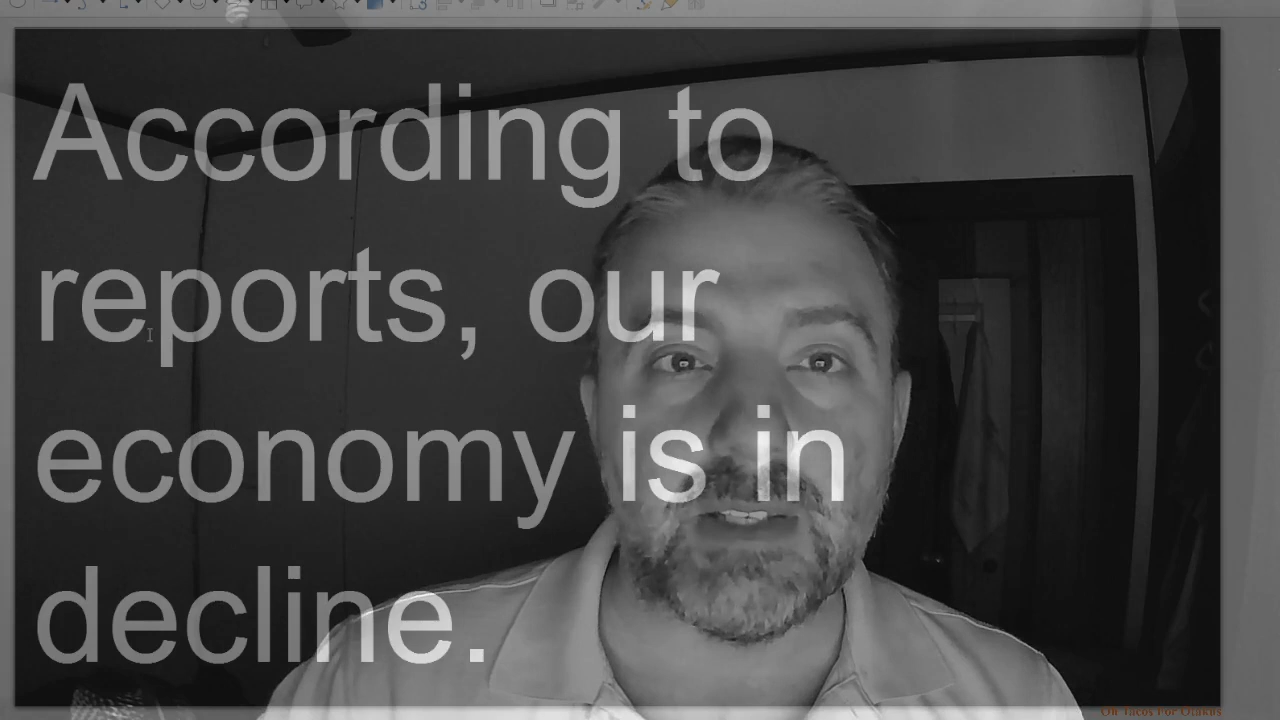 According to
reports, our
economy is in
decline.